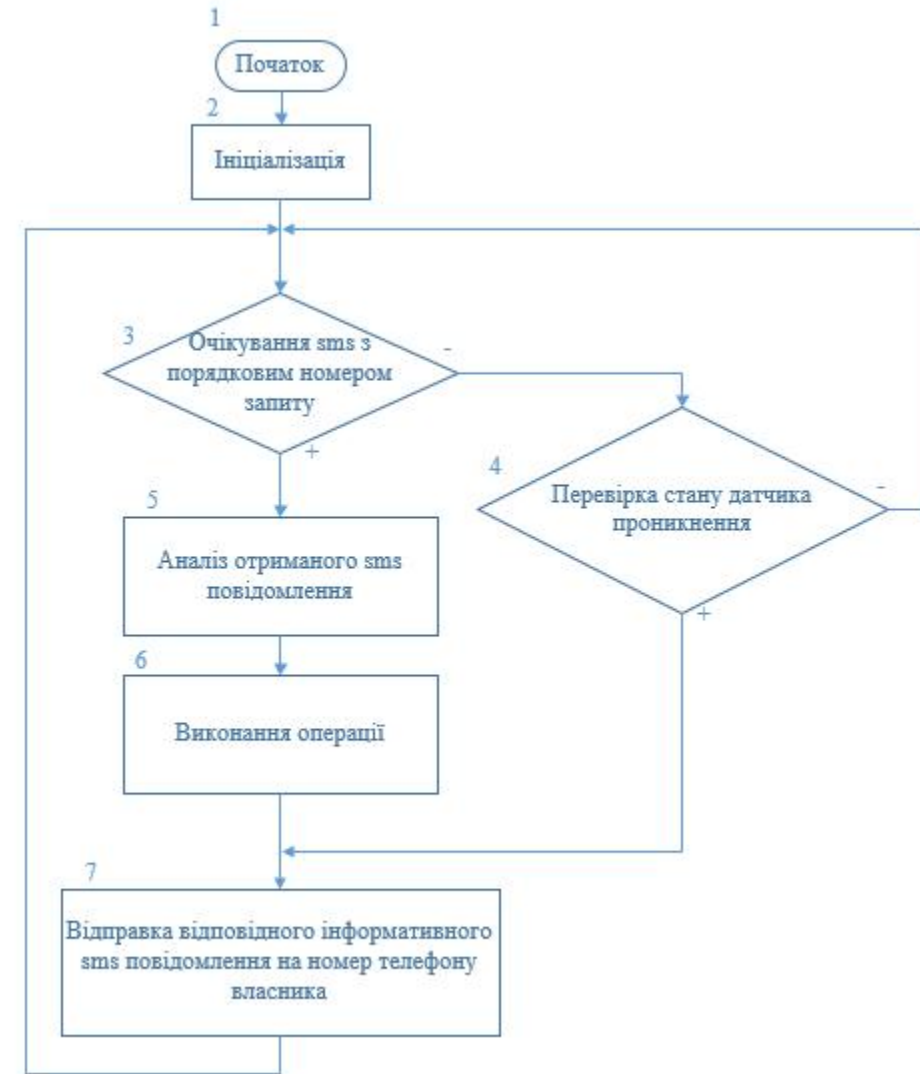 1
Початок
2
Ініціалізація
3
Очікування sms з
порядковим номером
запиту
-
+
4
Перевірка стану датчика
проникнення
-
+
5
Аналіз отриманого sms
повідомлення
6
Виконання операції
7
Відправка відповідного інформативного
sms повідомлення на номер телефону
власника